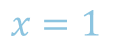 x = 1